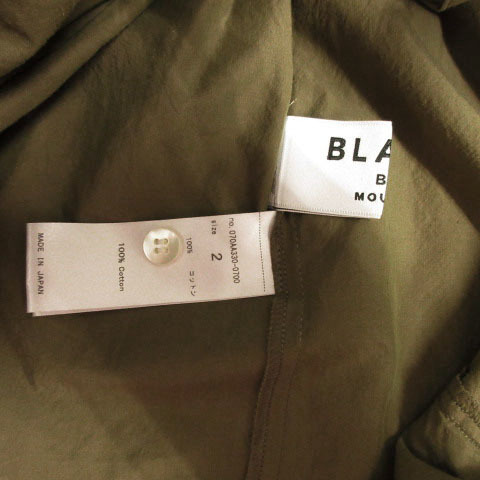 BLA
B
MOU
no. 070AA330-0700
size 2
100% コットン
100% Cotton
MADE IN JAPAN